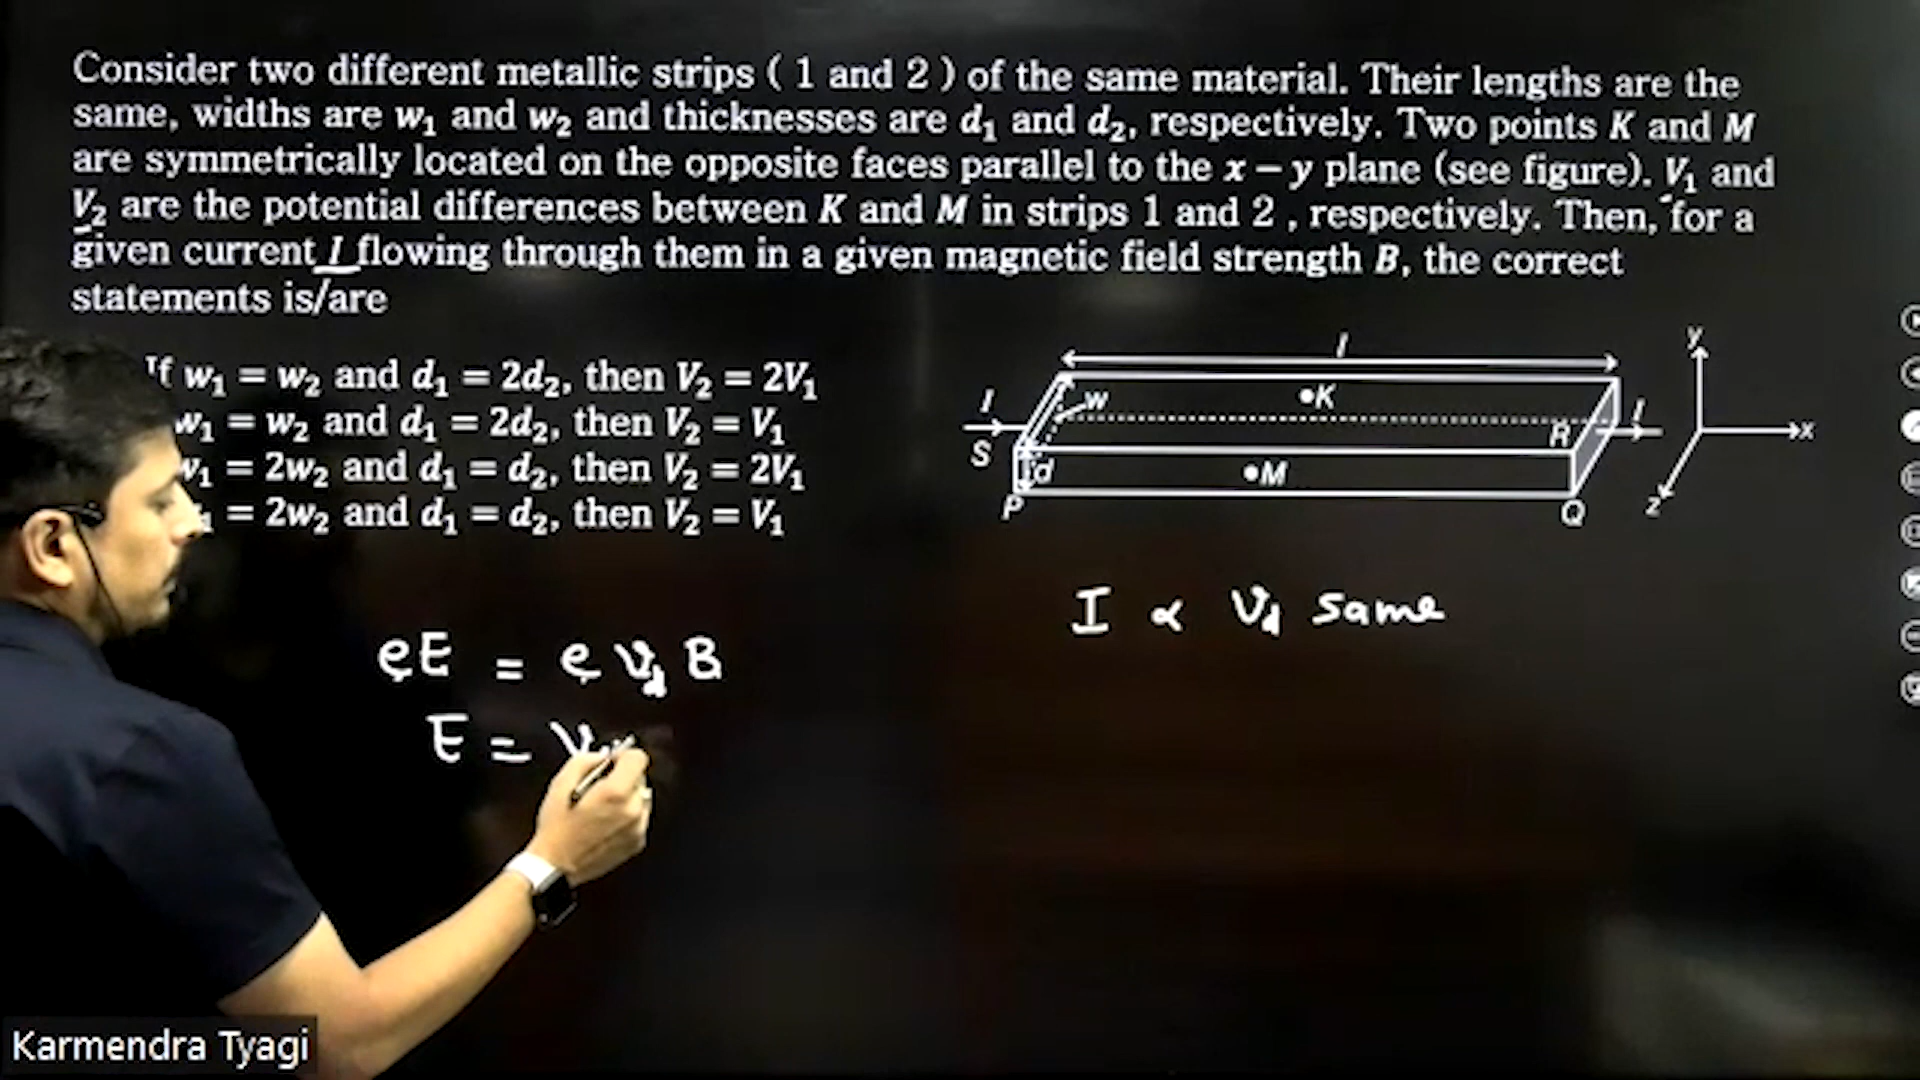 Consider two different metallic strips ( 1 and 2 ) of the same material. Their lengths are the
same, widths are w₁ and w₂ and thicknesses are d₁ and d₂, respectively. Two points K and M
are symmetrically located on the opposite faces parallel to the x − y plane (see figure). V₁ and
V₂ are the potential differences between K and M in strips 1 and 2 , respectively. Then, for a
given current I flowing through them in a given magnetic field strength B, the correct
statements is/are
If w₁ = w₂ and d₁ = 2d₂, then V₂ = 2V₁
w₁ = w₂ and d₁ = 2d₂, then V₂ = V₁
w₁ = 2w₂ and d₁ = d₂, then V₂ = 2V₁
= 2w₂ and d₁ = d₂, then V₂ = V₁
l
y
I
w
K
I
R
x
S
d
M
P
Q
z
I ∝ Vd same
eE = e Vd B
E = V
Karmendra Tyagi